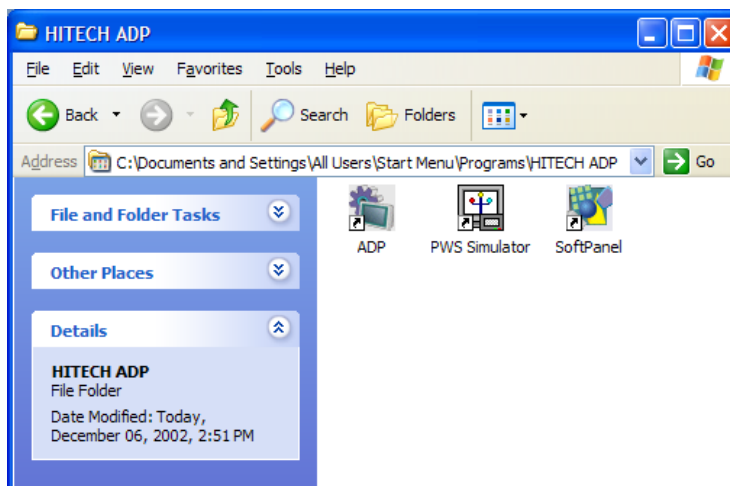 HITECH ADP
File Edit View Favorites Tools Help
Back Search Folders
Address C:\Documents and Settings\All Users\Start Menu\Programs\HITECH ADP Go
File and Folder Tasks
Other Places
Details
HITECH ADP
File Folder
Date Modified: Today,
December 06, 2002, 2:51 PM
ADP PWS Simulator SoftPanel